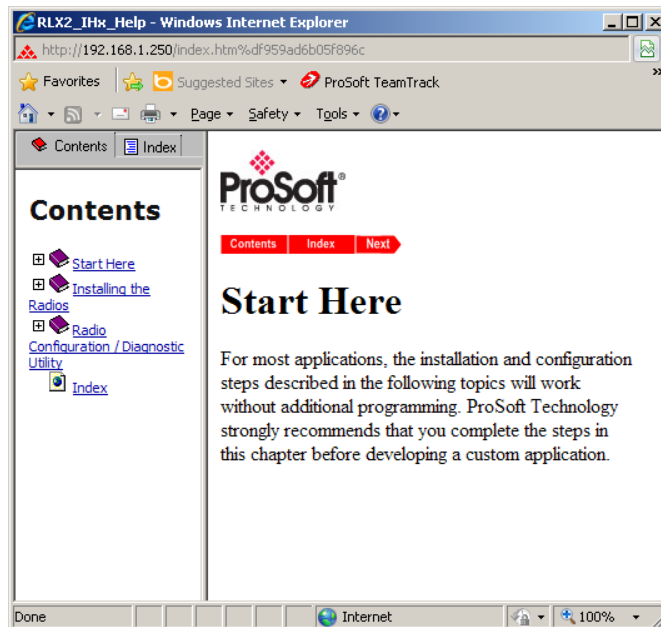 RLX2_IHx_Help - Windows Internet Explorer
http://192.168.1.250/index.htm%df959ad6b05f896c
Favorites
Suggested Sites
ProSoft TeamTrack
»
Page
Safety
Tools
Contents
Index
Contents
Start Here
Installing the
Radios
Radio
Configuration / Diagnostic
Utility
Index
ProSoft®
TECHNOLOGY
Contents
Index
Next
Start Here
For most applications, the installation and configuration
steps described in the following topics will work
without additional programming. ProSoft Technology
strongly recommends that you complete the steps in
this chapter before developing a custom application.
Done
Internet
100%